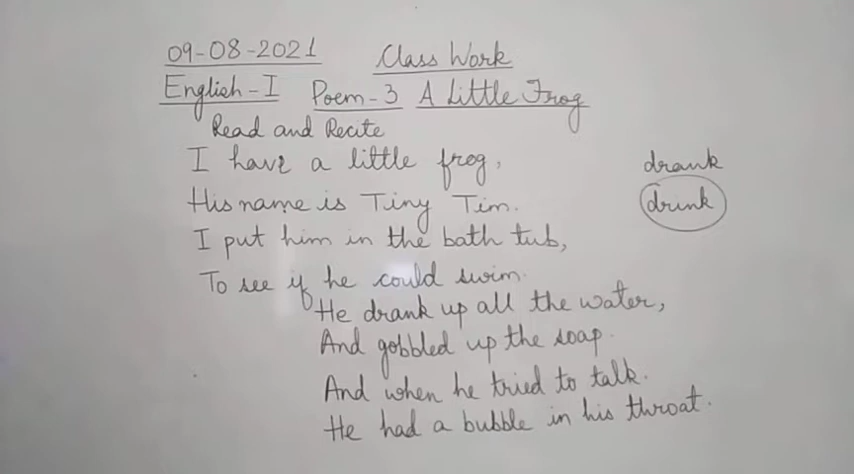 09-08-2021 Class Work
English-I Poem-3 A Little Frog
Read and Recite
I have a little frog,
His name is Tiny Tim.
I put him in the bath tub,
To see if he could swim.
He drank up all the water,
And gobbled up the soap.
And when he tried to talk.
He had a bubble in his throat.
drank
drink